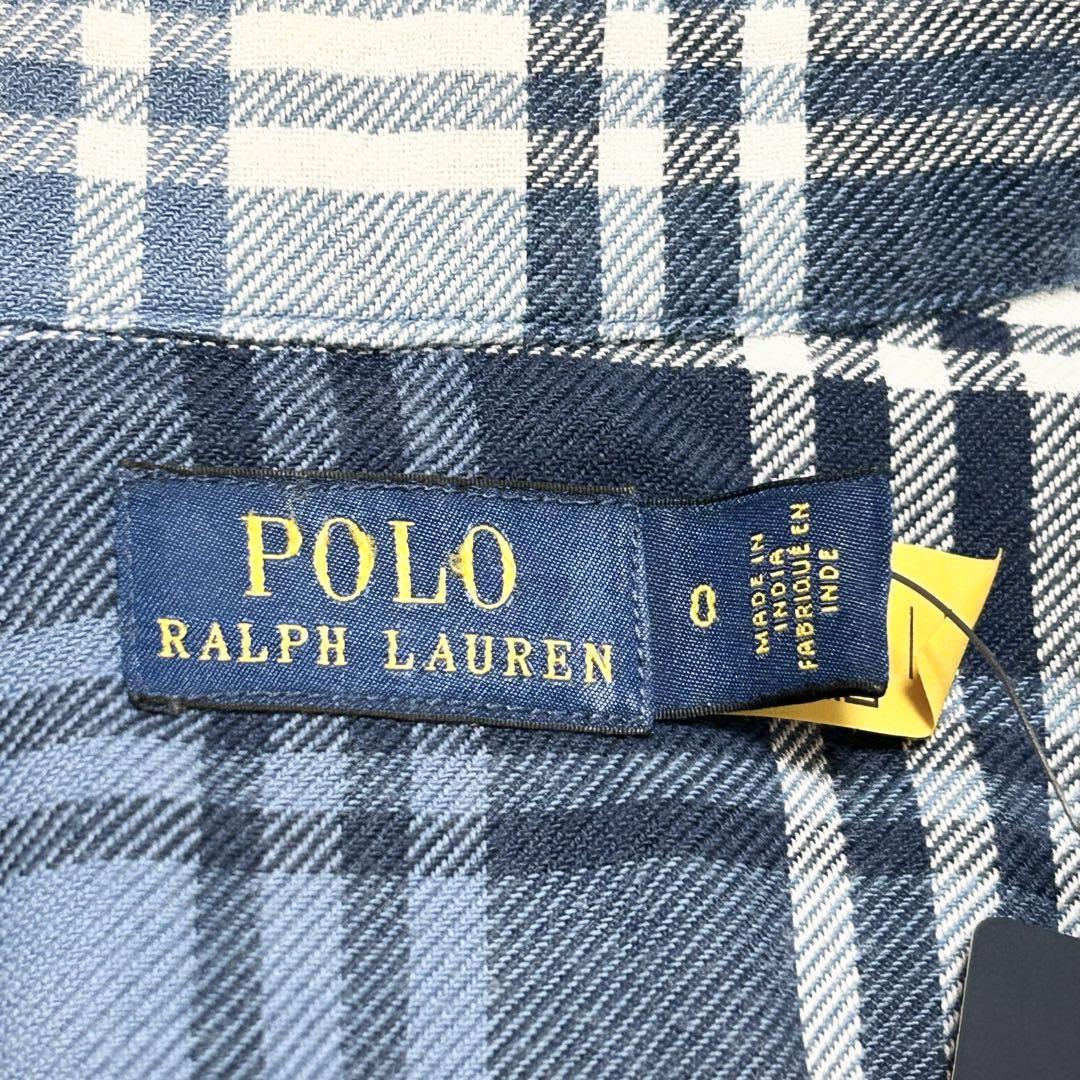 POLO
RALPH LAUREN
0
MADE IN
INDIA
FABRIQUÉ EN
INDE